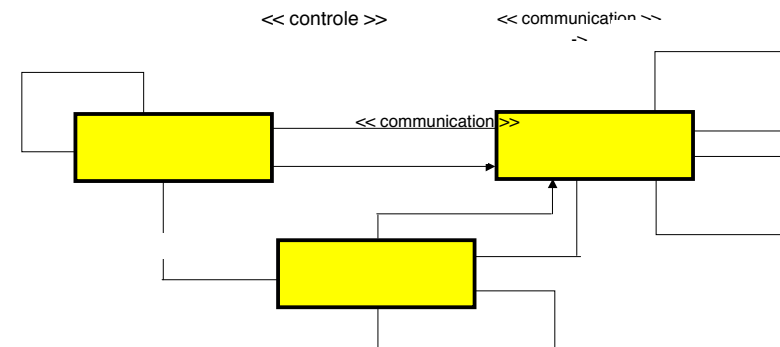 << controle >>
<< communication >>
->
<< communication >>